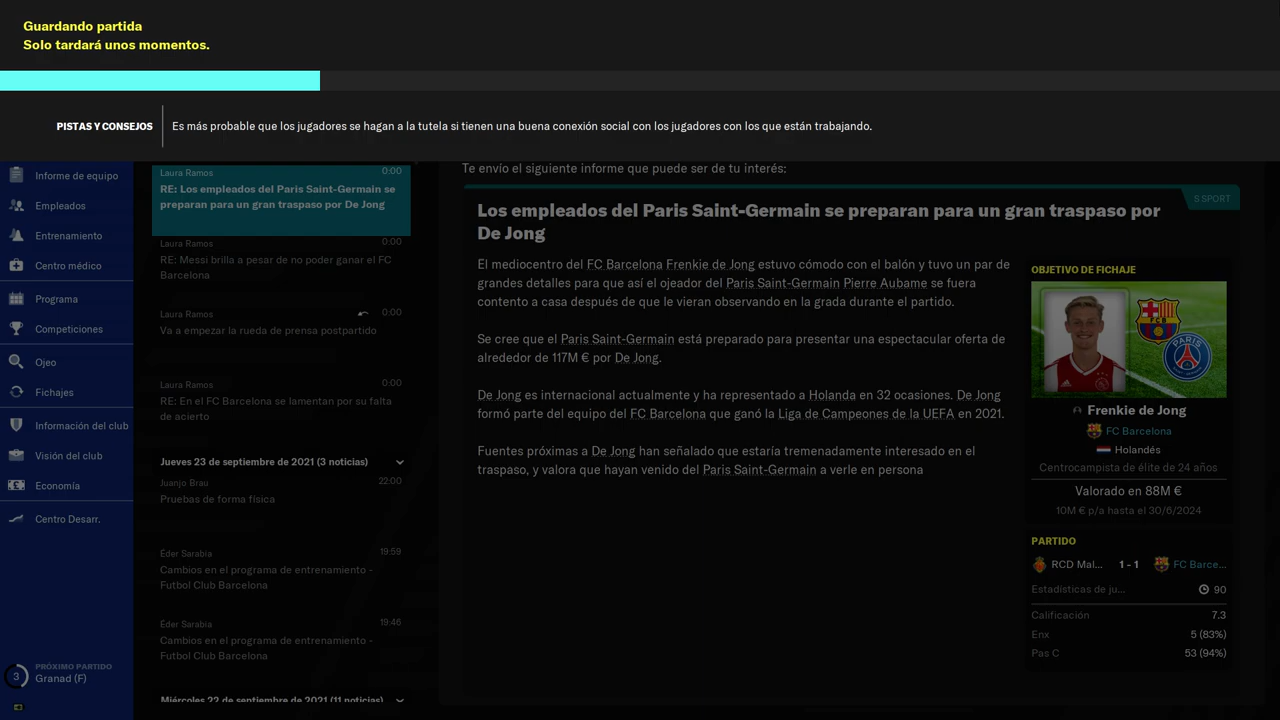 Guardando partida
Solo tardará unos momentos.
PISTAS Y CONSEJOS
Es más probable que los jugadores se hagan a la tutela si tienen una buena conexión social con los jugadores con los que están trabajando.
Informe de equipo
Empleados
Entrenamiento
Centro médico
Programa
Competiciones
Ojeo
Fichajes
Información del club
Visión del club
Economía
Centro Desarr.
3
PRÓXIMO PARTIDO
Granad (F)
Laura Ramos 0:00
RE: Los empleados del Paris Saint-Germain se
preparan para un gran traspaso por De Jong
Laura Ramos 0:00
RE: Messi brilla a pesar de no poder ganar el FC
Barcelona
Laura Ramos 0:00
Va a empezar la rueda de prensa postpartido
Laura Ramos 0:00
RE: En el FC Barcelona se lamentan por su falta
de acierto
Jueves 23 de septiembre de 2021 (3 noticias)
Juanjo Brau 22:00
Pruebas de forma física
Éder Sarabia 19:59
Cambios en el programa de entrenamiento -
Futbol Club Barcelona
Éder Sarabia 19:46
Cambios en el programa de entrenamiento -
Futbol Club Barcelona
Miércoles 22 de septiembre de 2021 (11 noticias)
Te envío el siguiente informe que puede ser de tu interés:
S SPORT
Los empleados del Paris Saint-Germain se preparan para un gran traspaso por
De Jong
El mediocentro del FC Barcelona Frenkie de Jong estuvo cómodo con el balón y tuvo un par de
grandes detalles para que así el ojeador del Paris Saint-Germain Pierre Aubame se fuera
contento a casa después de que le vieran observando en la grada durante el partido.
Se cree que el Paris Saint-Germain está preparado para presentar una espectacular oferta de
alrededor de 117M € por De Jong.
De Jong es internacional actualmente y ha representado a Holanda en 32 ocasiones. De Jong
formó parte del equipo del FC Barcelona que ganó la Liga de Campeones de la UEFA en 2021.
Fuentes próximas a De Jong han señalado que estaría tremendamente interesado en el
traspaso, y valora que hayan venido del Paris Saint-Germain a verle en persona
OBJETIVO DE FICHAJE
Frenkie de Jong
FC Barcelona
Holandés
Centrocampista de élite de 24 años
Valorado en 88M €
10M € p/a hasta el 30/6/2024
PARTIDO
RCD Mal... 1 - 1 FC Barce...
Estadísticas de ju... 90
Calificación 7.3
Enx 5 (83%)
Pas C 53 (94%)